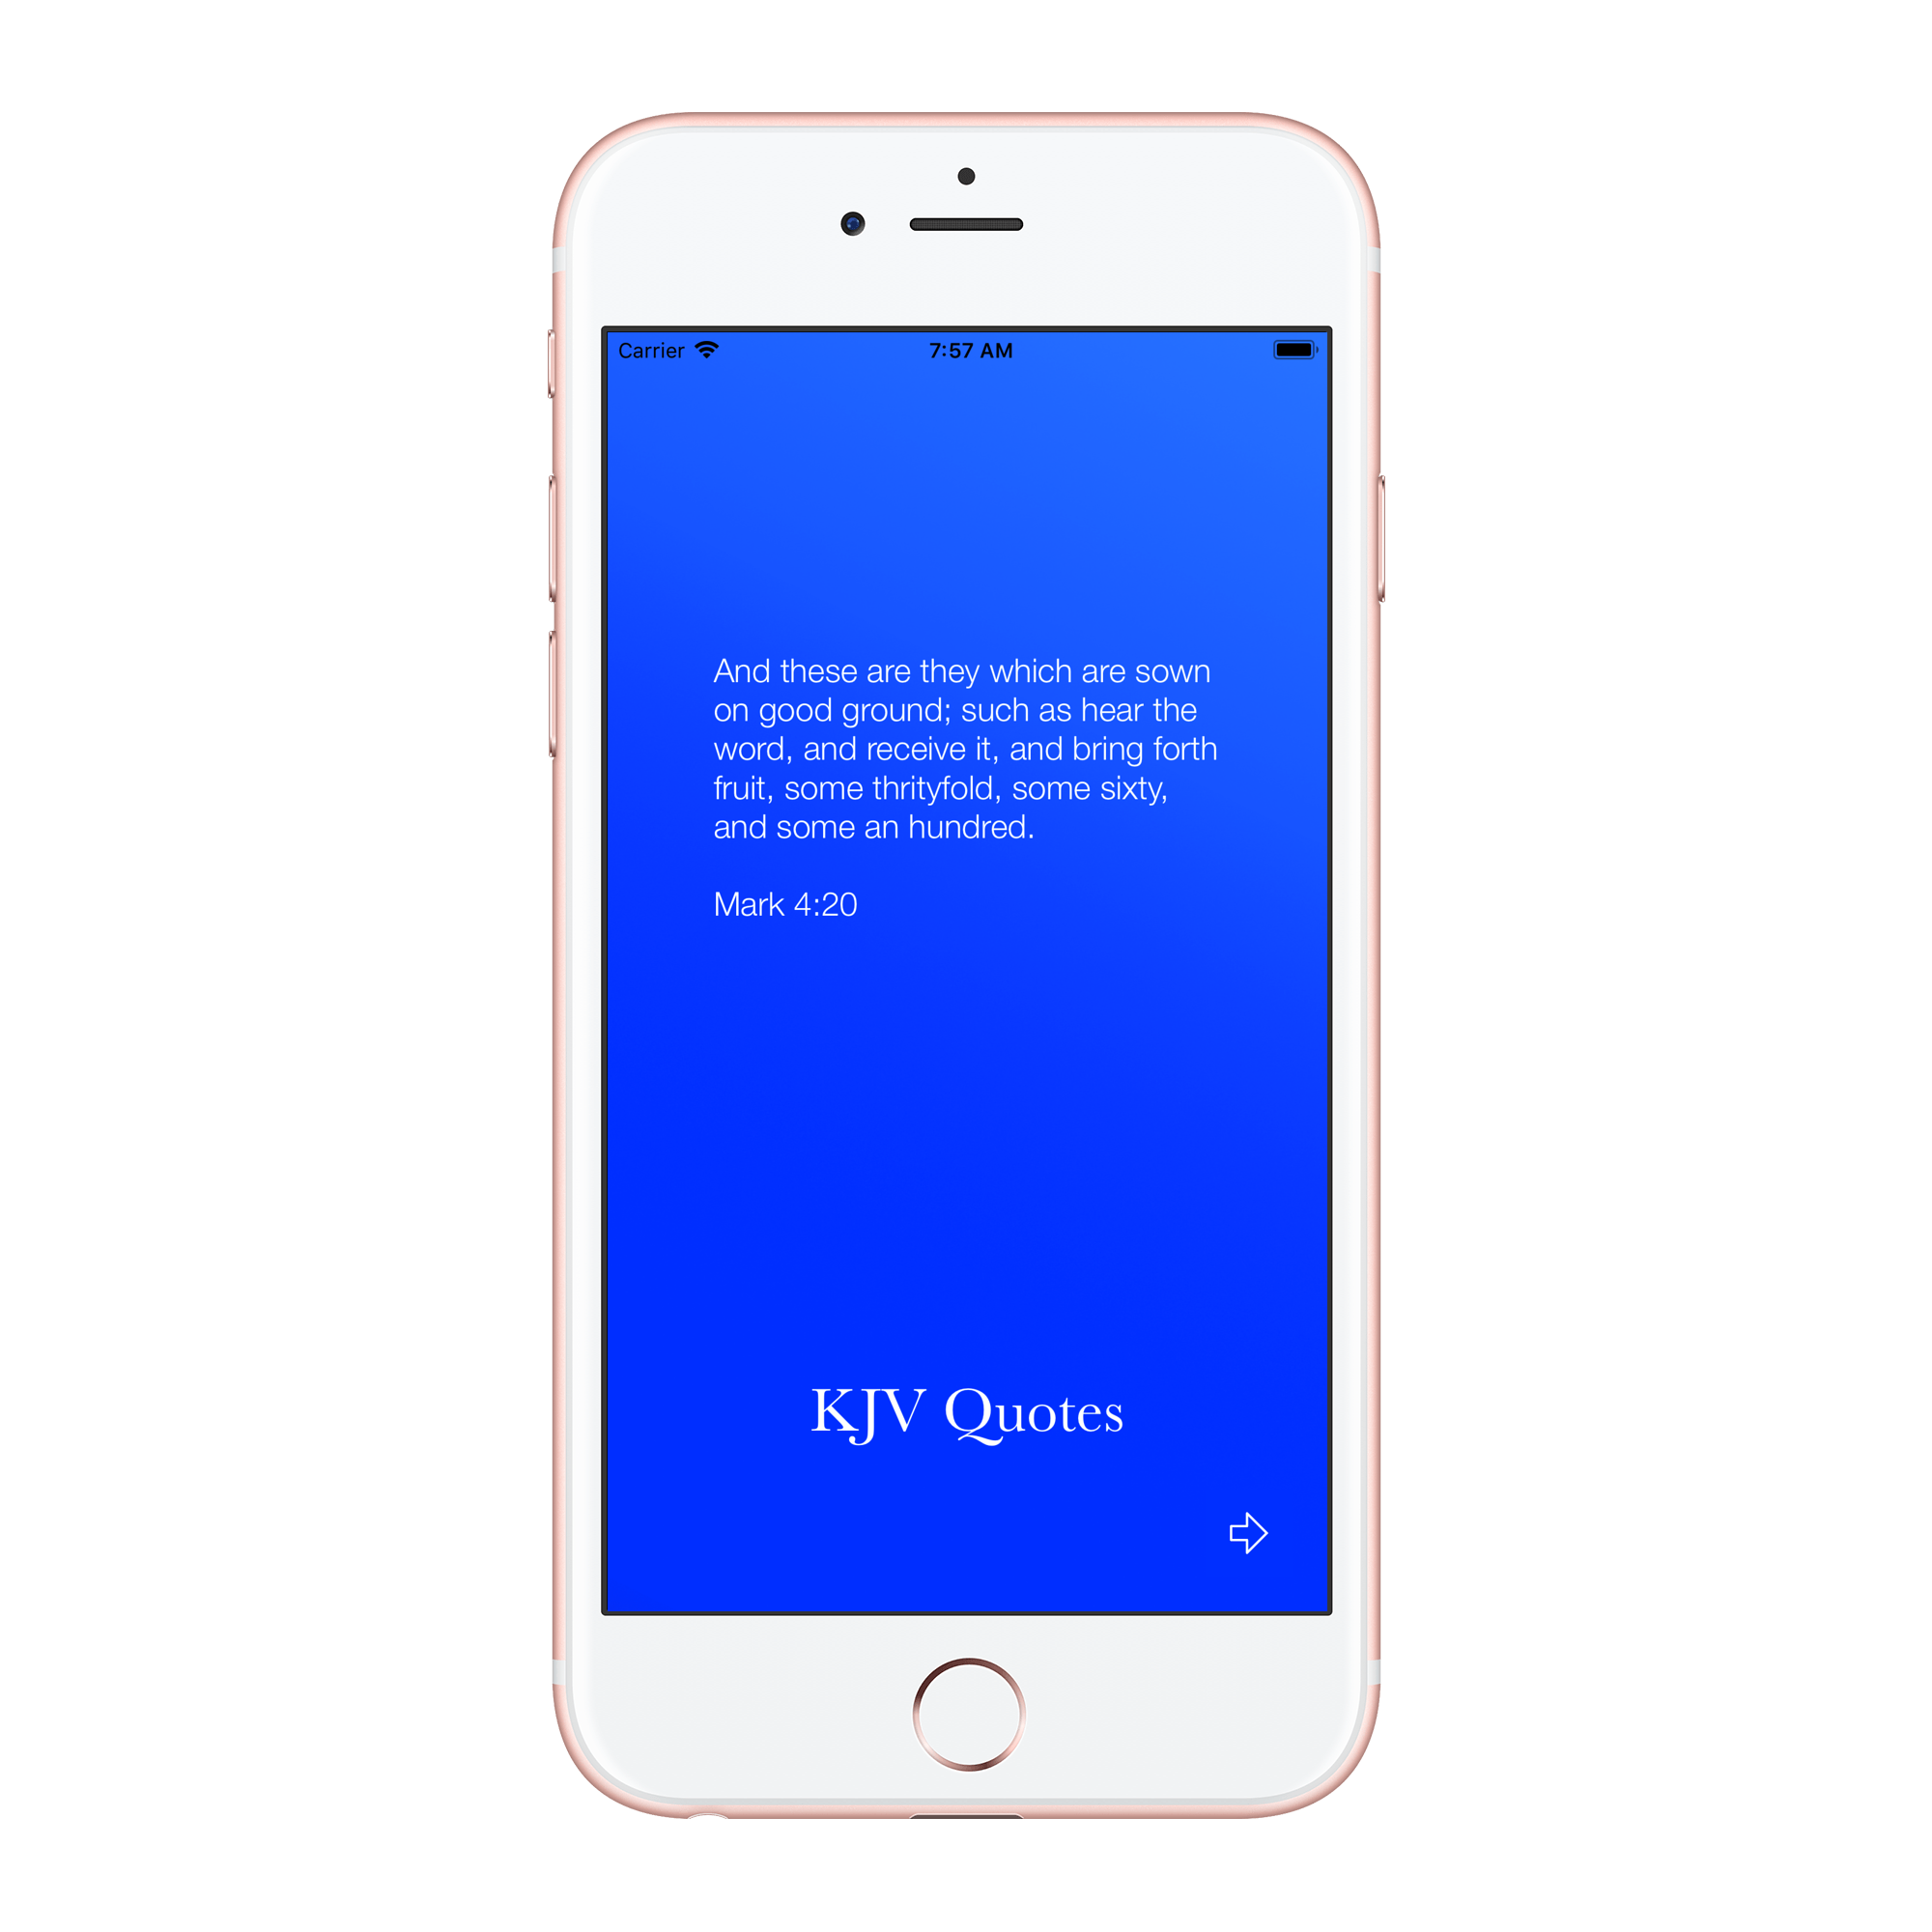 Carrier 7:57 AM
And these are they which are sown
on good ground; such as hear the
word, and receive it, and bring forth
fruit, some thrityfold, some sixty,
and some an hundred.
Mark 4:20
KJV Quotes